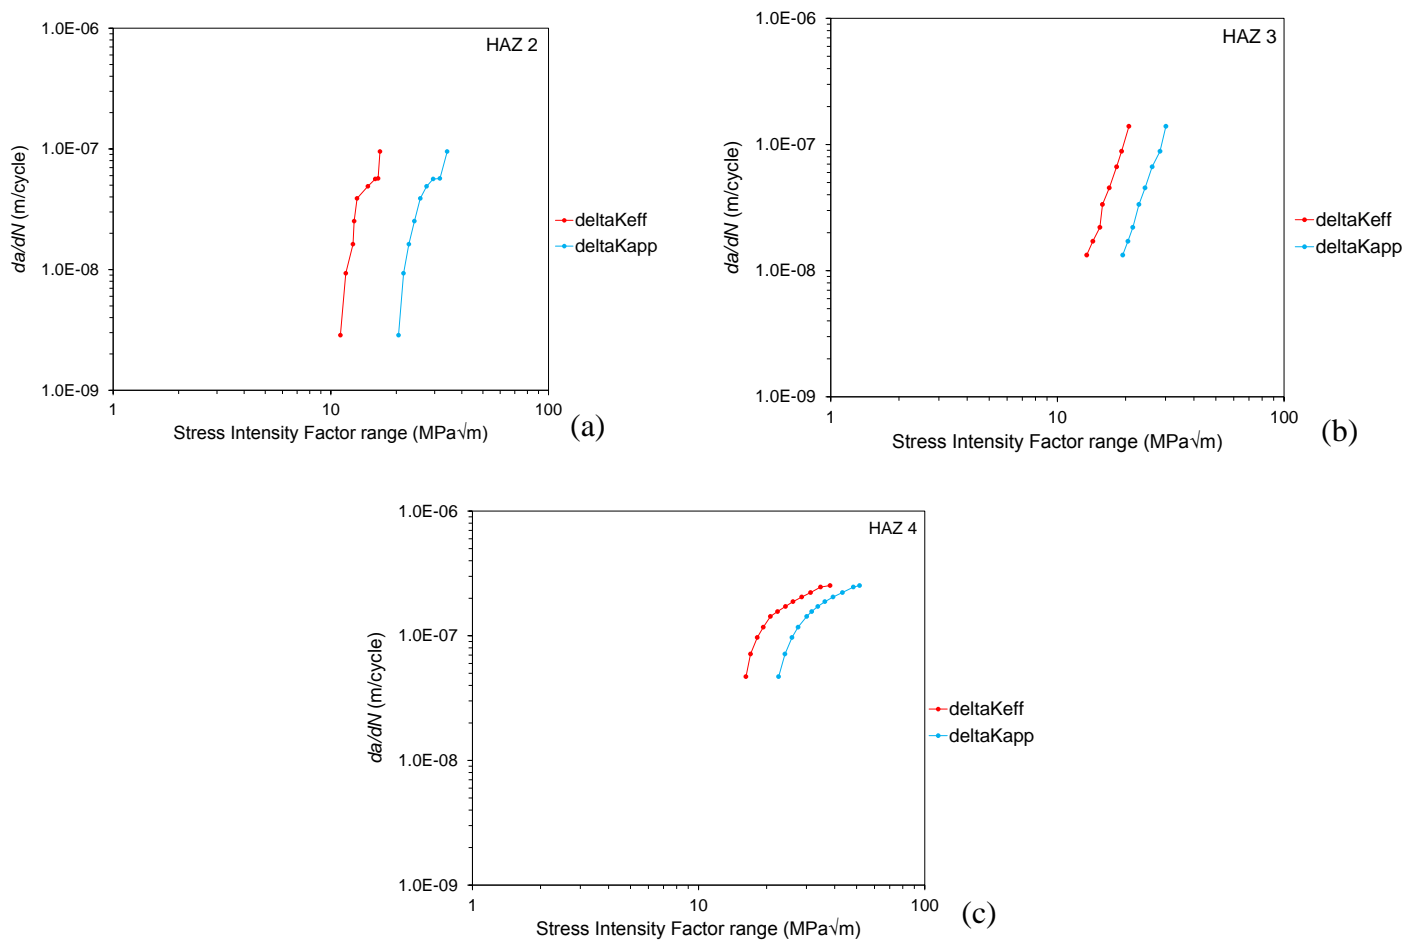 HAZ 2
1.0E-06
1.0E-07
1.0E-08
1.0E-09
da/dN (m/cycle)
1 10 100
Stress Intensity Factor range (MPa√m)
deltaKeff
deltaKapp
(a)
HAZ 3
1.0E-06
1.0E-07
1.0E-08
1.0E-09
da/dN (m/cycle)
1 10 100
Stress Intensity Factor range (MPa√m)
deltaKeff
deltaKapp
(b)
HAZ 4
1.0E-06
1.0E-07
1.0E-08
1.0E-09
da/dN (m/cycle)
1 10 100
Stress Intensity Factor range (MPa√m)
deltaKeff
deltaKapp
(c)